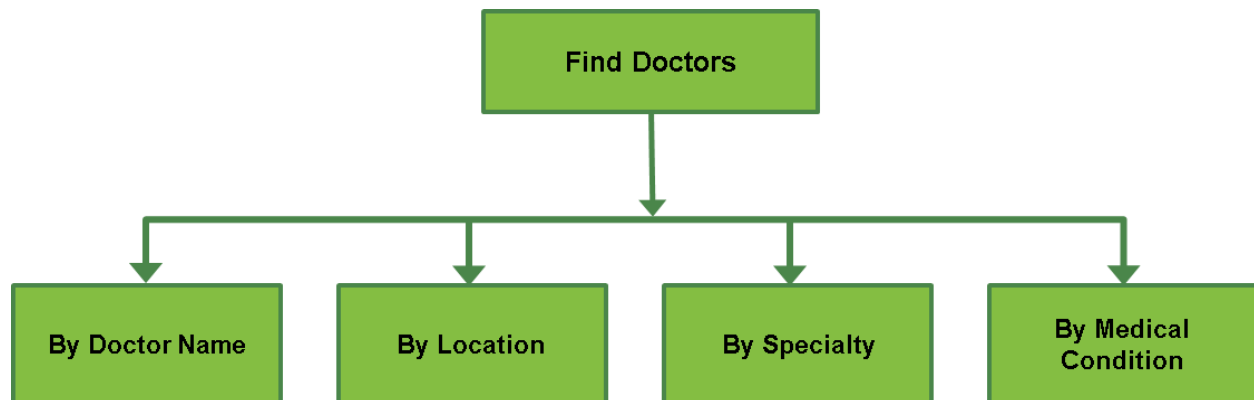 Find Doctors
By Doctor Name
By Location
By Specialty
By Medical
Condition